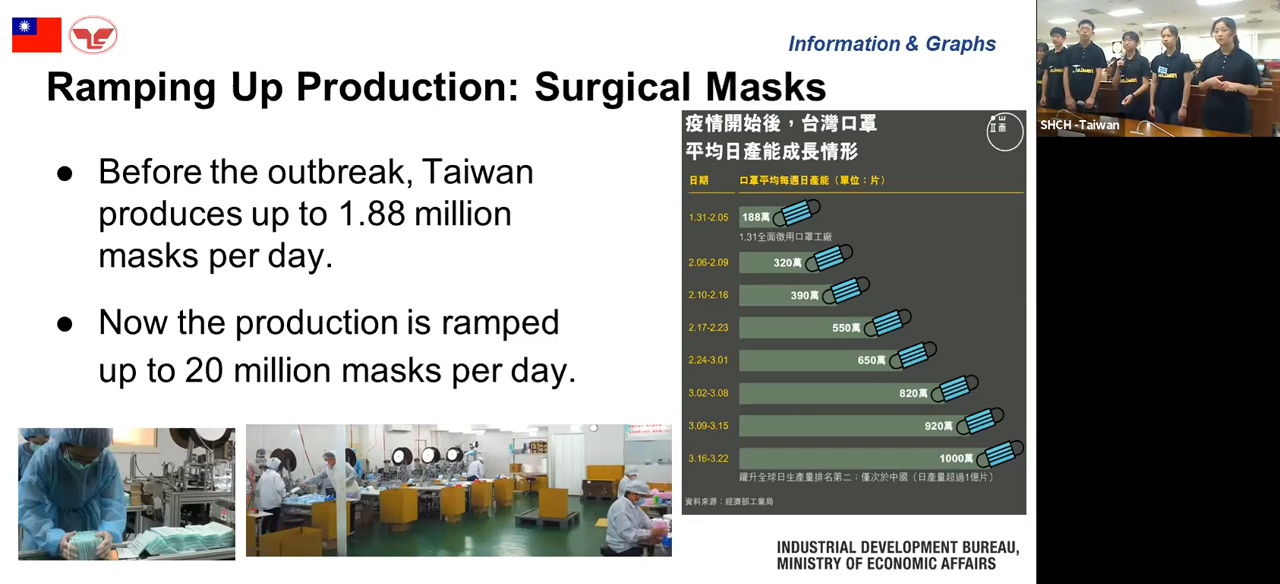 Information & Graphs
Ramping Up Production: Surgical Masks
● Before the outbreak, Taiwan
produces up to 1.88 million
masks per day.
● Now the production is ramped
up to 20 million masks per day.
疫情開始後，台灣口罩
平均日產能成長情形
日期 口罩平均每週日產能（單位：片）
1.31-2.05 188萬
1.31全面徵用口罩工廠
2.06-2.09 320萬
2.10-2.16 390萬
2.17-2.23 550萬
2.24-3.01 650萬
3.02-3.08 820萬
3.09-3.15 920萬
3.16-3.22 1000萬
躍升全球日生產量排名第二；僅次於中國（日產量超過1億片）
資料來源：經濟部工業局
INDUSTRIAL DEVELOPMENT BUREAU,
MINISTRY OF ECONOMIC AFFAIRS
SHCH -Taiwan